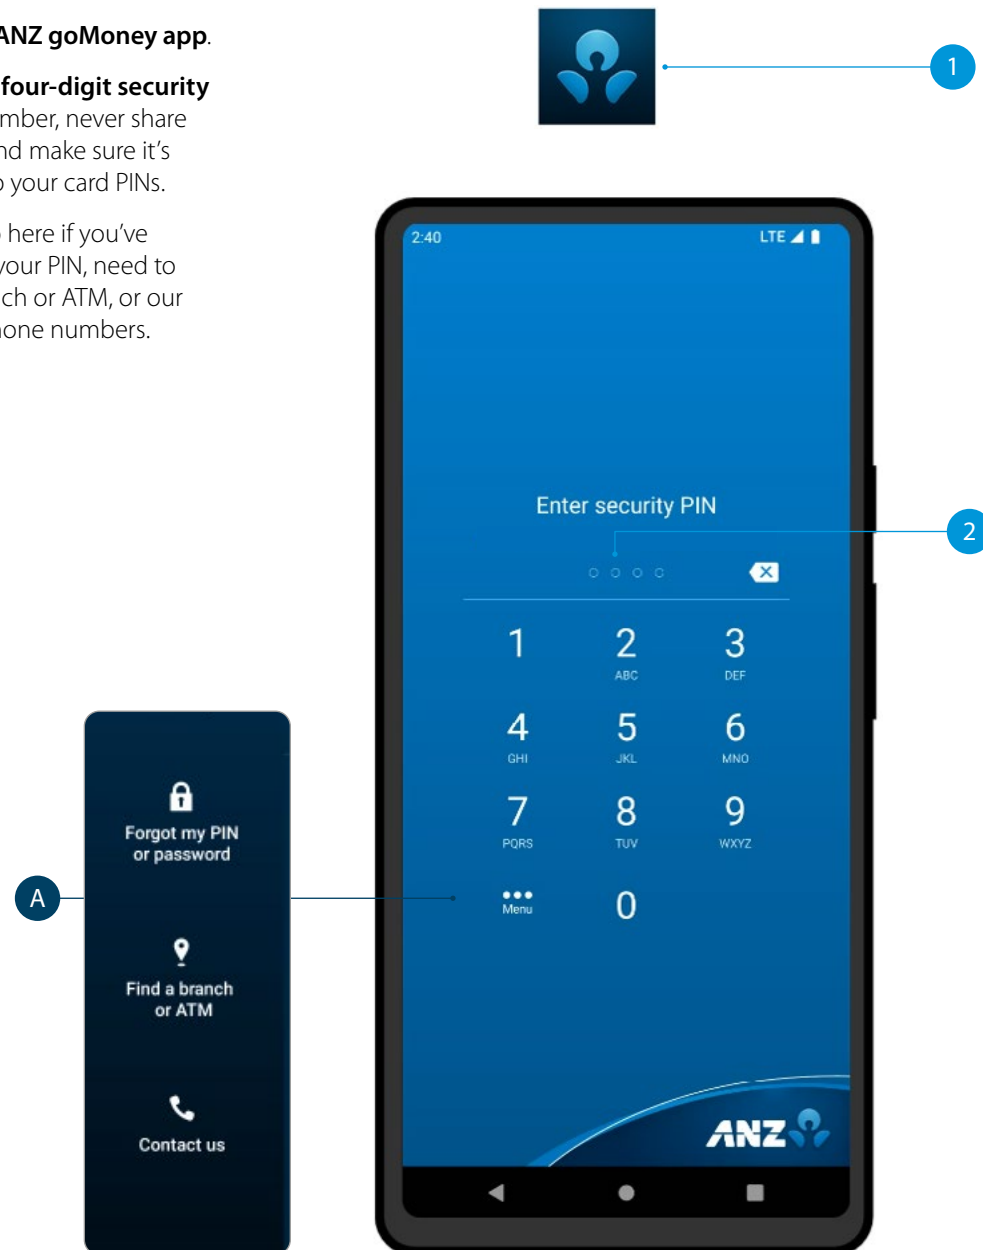 ANZ goMoney app.
four-digit security
mber, never share
nd make sure it's
o your card PINs.
here if you've
your PIN, need to
ch or ATM, or our
hone numbers.
1
2:40
LTE
Enter security PIN
2
1
2
ABC
3
DEF
4
GHI
5
JKL
6
MNO
7
PQRS
8
TUV
9
WXYZ
Menu
0
A
Forgot my PIN
or password
Find a branch
or ATM
Contact us
ANZ